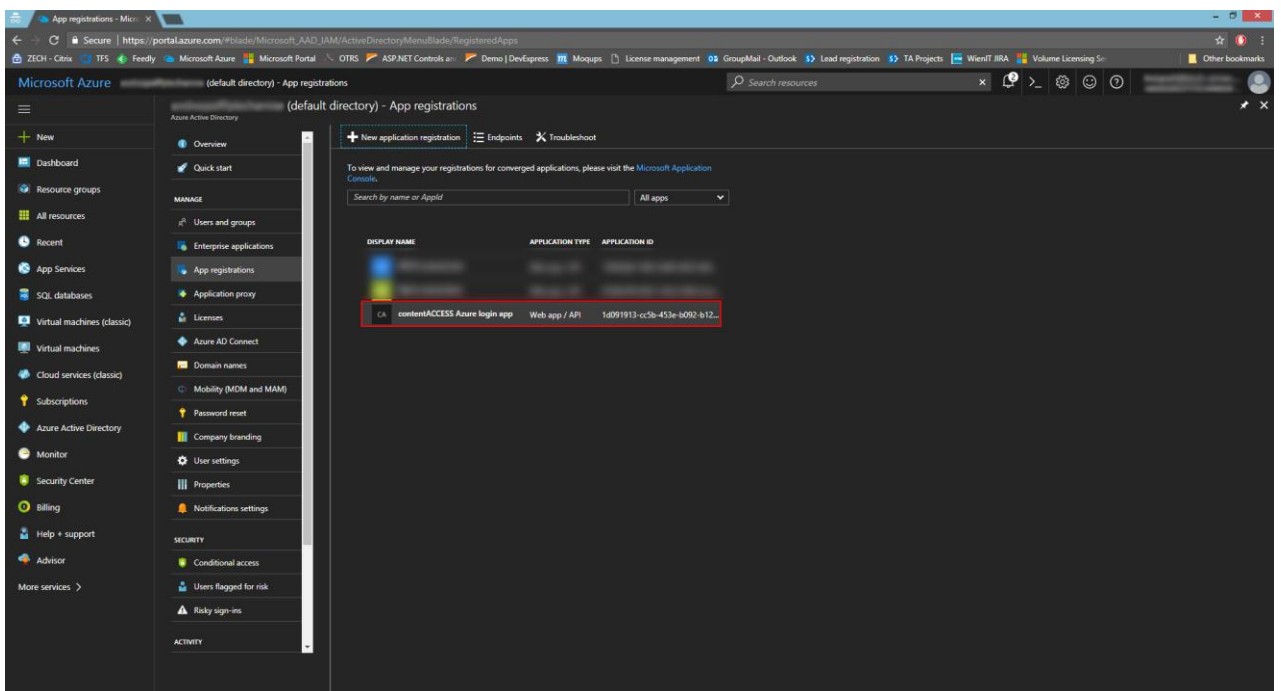 App registrations - Micr
Secure | https://portal.azure.com/#blade/Microsoft_AAD_IAM/ActiveDirectoryMenuBlade/RegisteredApps
ZECH - Citrix TFS Feedly Microsoft Azure Microsoft Portal OTRS ASP.NET Controls an Demo | DevExpress Moqups License management GroupMail - Outlook Lead registration TA Projects WienIT JIRA Volume Licensing Se Other bookmarks
Microsoft Azure (default directory) - App registrations
Search resources
2
(default directory) - App registrations
Azure Active Directory
New
Dashboard
Resource groups
All resources
Recent
App Services
SQL databases
Virtual machines (classic)
Virtual machines
Cloud services (classic)
Subscriptions
Azure Active Directory
Monitor
Security Center
Billing
Help + support
Advisor
More services >
Overview
Quick start
MANAGE
Users and groups
Enterprise applications
App registrations
Application proxy
Licenses
Azure AD Connect
Domain names
Mobility (MDM and MAM)
Password reset
Company branding
User settings
Properties
Notifications settings
SECURITY
Conditional access
Users flagged for risk
Risky sign-ins
ACTIVITY
New application registration Endpoints Troubleshoot
To view and manage your registrations for converged applications, please visit the Microsoft Application
Console.
Search by name or AppId All apps
DISPLAY NAME APPLICATION TYPE APPLICATION ID
CA contentACCESS Azure login app Web app / API 1d091913-cc5b-453e-b092-b12...